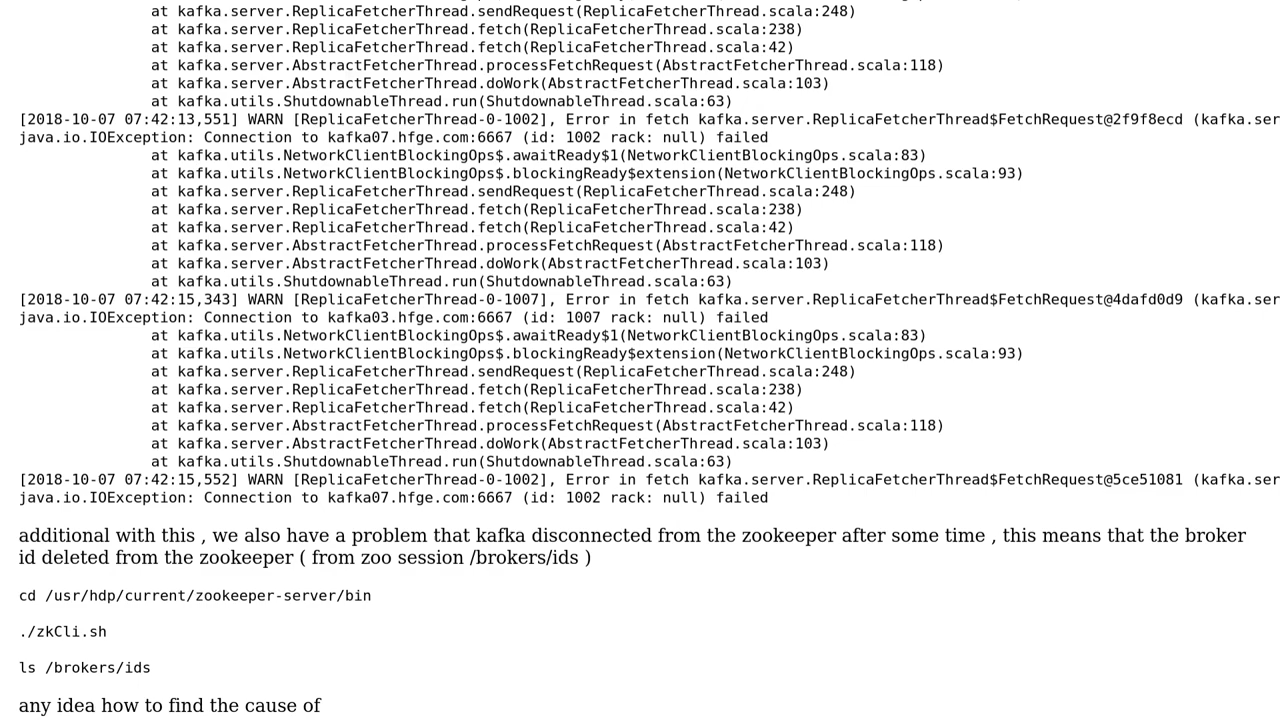 at kafka.server.ReplicaFetcherThread.sendRequest(ReplicaFetcherThread.scala:248)
at kafka.server.ReplicaFetcherThread.fetch(ReplicaFetcherThread.scala:238)
at kafka.server.ReplicaFetcherThread.fetch(ReplicaFetcherThread.scala:42)
at kafka.server.AbstractFetcherThread.processFetchRequest(AbstractFetcherThread.scala:118)
at kafka.server.AbstractFetcherThread.doWork(AbstractFetcherThread.scala:103)
at kafka.utils.ShutdownableThread.run(ShutdownableThread.scala:63)
[2018-10-07 07:42:13,551] WARN [ReplicaFetcherThread-0-1002], Error in fetch kafka.server.ReplicaFetcherThread$FetchRequest@2f9f8ecd (kafka.ser
java.io.IOException: Connection to kafka07.hfge.com:6667 (id: 1002 rack: null) failed
at kafka.utils.NetworkClientBlockingOps$.awaitReady$1(NetworkClientBlockingOps.scala:83)
at kafka.utils.NetworkClientBlockingOps$.blockingReady$extension(NetworkClientBlockingOps.scala:93)
at kafka.server.ReplicaFetcherThread.sendRequest(ReplicaFetcherThread.scala:248)
at kafka.server.ReplicaFetcherThread.fetch(ReplicaFetcherThread.scala:238)
at kafka.server.ReplicaFetcherThread.fetch(ReplicaFetcherThread.scala:42)
at kafka.server.AbstractFetcherThread.processFetchRequest(AbstractFetcherThread.scala:118)
at kafka.server.AbstractFetcherThread.doWork(AbstractFetcherThread.scala:103)
at kafka.utils.ShutdownableThread.run(ShutdownableThread.scala:63)
[2018-10-07 07:42:15,343] WARN [ReplicaFetcherThread-0-1007], Error in fetch kafka.server.ReplicaFetcherThread$FetchRequest@4dafd0d9 (kafka.ser
java.io.IOException: Connection to kafka03.hfge.com:6667 (id: 1007 rack: null) failed
at kafka.utils.NetworkClientBlockingOps$.awaitReady$1(NetworkClientBlockingOps.scala:83)
at kafka.utils.NetworkClientBlockingOps$.blockingReady$extension(NetworkClientBlockingOps.scala:93)
at kafka.server.ReplicaFetcherThread.sendRequest(ReplicaFetcherThread.scala:248)
at kafka.server.ReplicaFetcherThread.fetch(ReplicaFetcherThread.scala:238)
at kafka.server.ReplicaFetcherThread.fetch(ReplicaFetcherThread.scala:42)
at kafka.server.AbstractFetcherThread.processFetchRequest(AbstractFetcherThread.scala:118)
at kafka.server.AbstractFetcherThread.doWork(AbstractFetcherThread.scala:103)
at kafka.utils.ShutdownableThread.run(ShutdownableThread.scala:63)
[2018-10-07 07:42:15,552] WARN [ReplicaFetcherThread-0-1002], Error in fetch kafka.server.ReplicaFetcherThread$FetchRequest@5ce51081 (kafka.ser
java.io.IOException: Connection to kafka07.hfge.com:6667 (id: 1002 rack: null) failed
additional with this , we also have a problem that kafka disconnected from the zookeeper after some time , this means that the broker
id deleted from the zookeeper ( from zoo session /brokers/ids )
cd /usr/hdp/current/zookeeper-server/bin
./zkCli.sh
ls /brokers/ids
any idea how to find the cause of